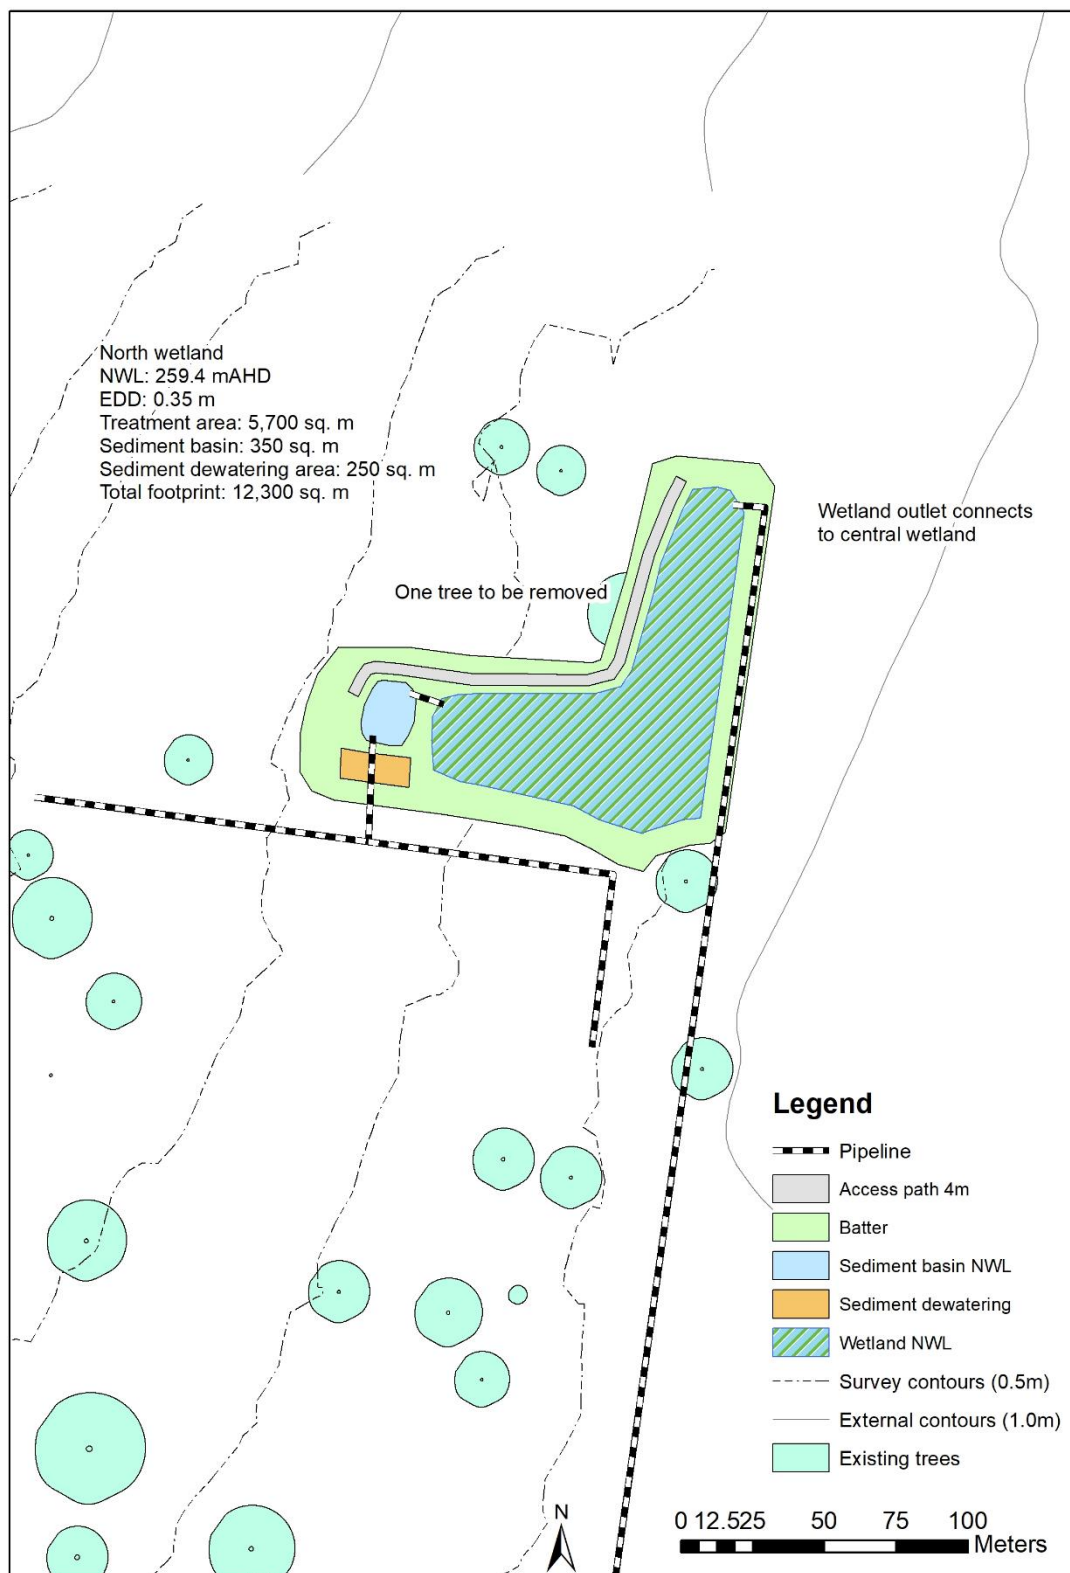 North wetland
NWL: 259.4 mAHD
EDD: 0.35 m
Treatment area: 5,700 sq. m
Sediment basin: 350 sq. m
Sediment dewatering area: 250 sq. m
Total footprint: 12,300 sq. m
Wetland outlet connects
to central wetland
One tree to be removed
Legend
Pipeline
Access path 4m
Batter
Sediment basin NWL
Sediment dewatering
Wetland NWL
Survey contours (0.5m)
External contours (1.0m)
Existing trees
N
0 12.525 50 75 100
Meters